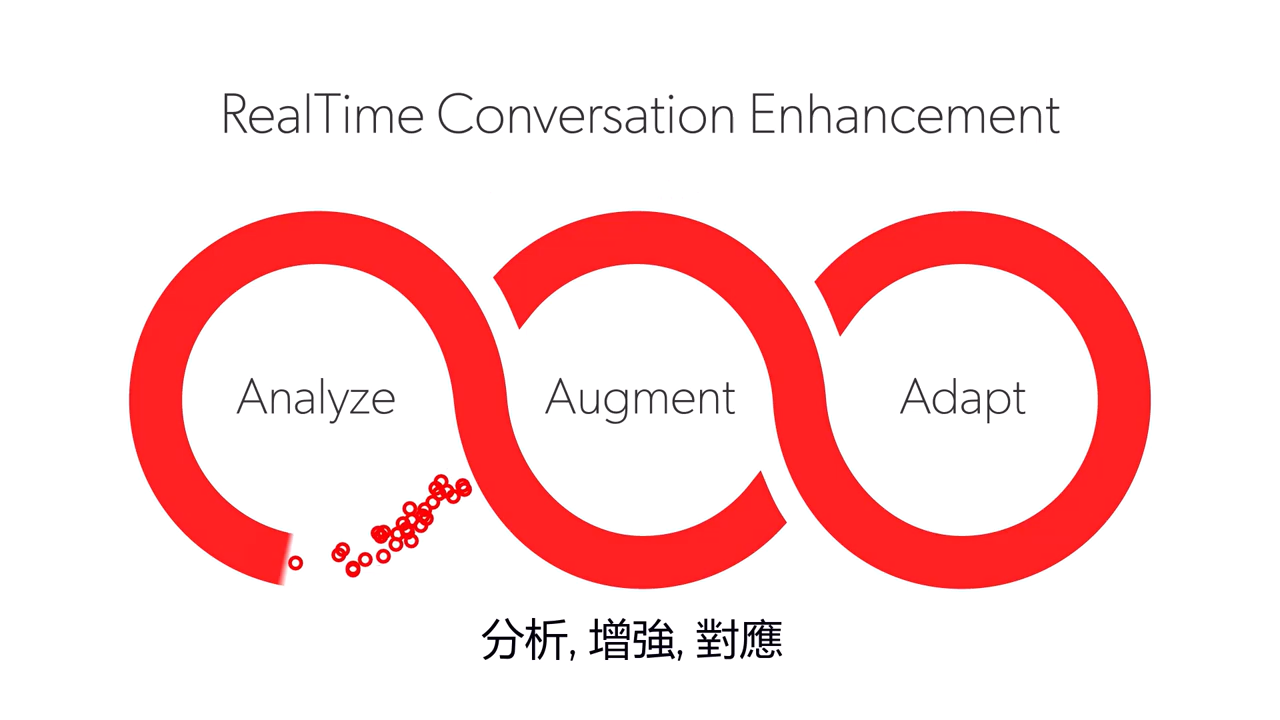 RealTime Conversation Enhancement
Analyze
Augment
Adapt
分析, 增強, 對應